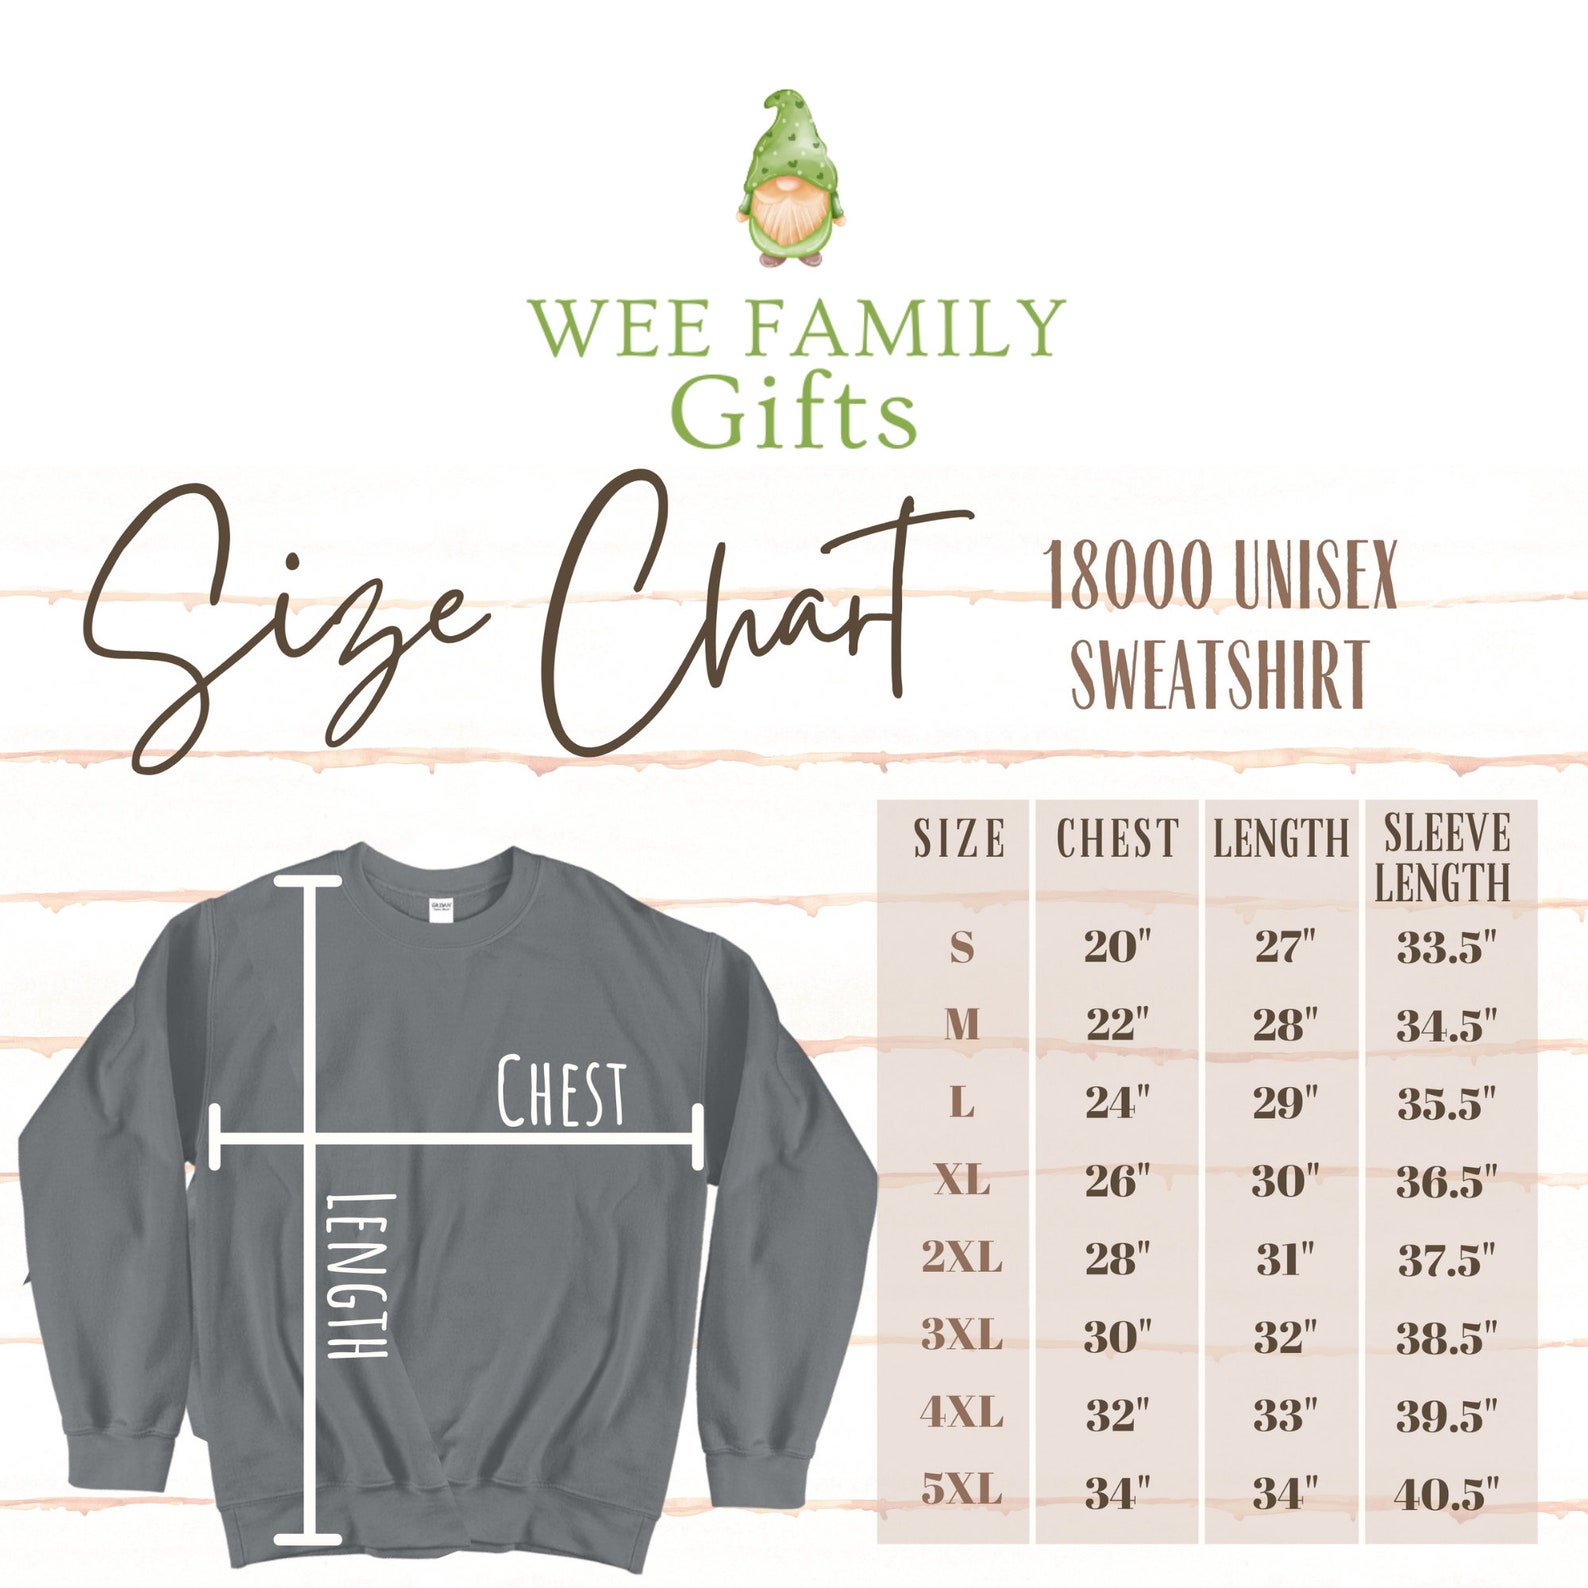 WEE FAMILY
Gifts
Size Chart
18000 UNISEX
SWEATSHIRT
SIZE CHEST LENGTH SLEEVE LENGTH
S 20" 27" 33.5"
M 22" 28" 34.5"
L 24" 29" 35.5"
XL 26" 30" 36.5"
2XL 28" 31" 37.5"
3XL 30" 32" 38.5"
4XL 32" 33" 39.5"
5XL 34" 34" 40.5"
GILDAN
CHEST
LENGTH